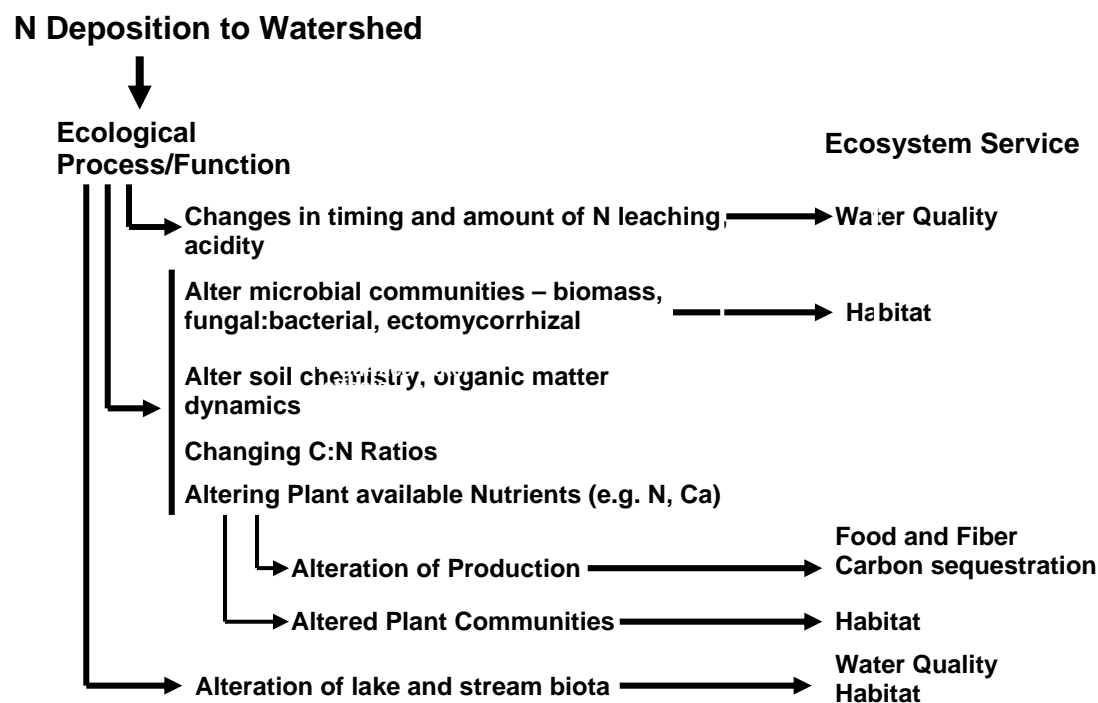 N Deposition to Watershed
Ecological
Process/Function
Ecosystem Service
Changes in timing and amount of N leaching,
acidity
Water Quality
Alter microbial communities – biomass,
fungal:bacterial, ectomycorrhizal
Habitat
Alter soil chemistry, organic matter
dynamics
Changing C:N Ratios
Altering Plant available Nutrients (e.g. N, Ca)
Alteration of Production
Food and Fiber
Carbon sequestration
Altered Plant Communities
Habitat
Alteration of lake and stream biota
Water Quality
Habitat